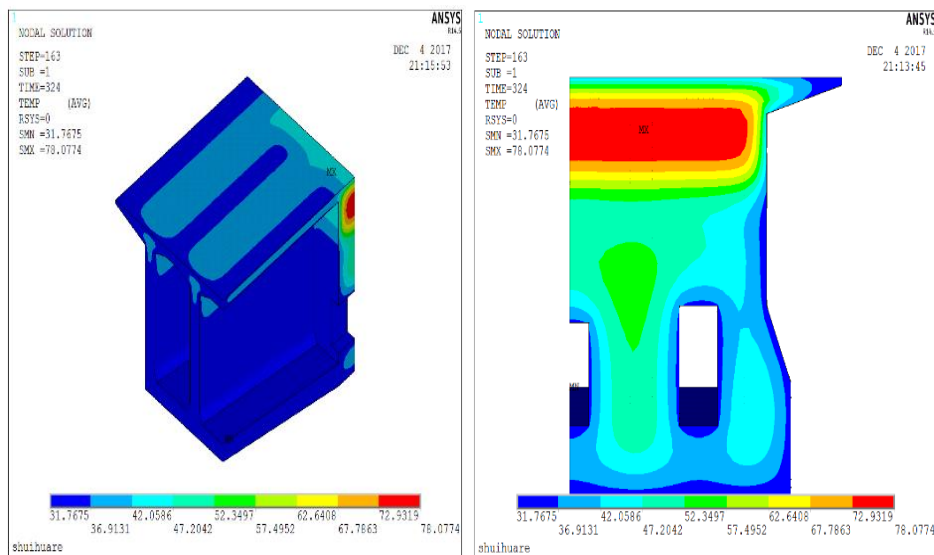 1
ANSYS
R14.5
NODAL SOLUTION
DEC 4 2017
21:15:53
STEP=163
SUB =1
TIME=324
TEMP (AVG)
RSYS=0
SMN =31.7675
SMX =78.0774
MX
31.7675 42.0586 52.3497 62.6408 72.9319
36.9131 47.2042 57.4952 67.7863 78.0774
shuihuare
1
ANSYS
NODAL SOLUTION
DEC 4 2017
21:13:45
STEP=163
SUB =1
TIME=324
TEMP (AVG)
RSYS=0
SMN =31.7675
SMX =78.0774
MX
MN
31.7675 42.0586 52.3497 62.6408 72.9319
36.9131 47.2042 57.4952 67.7863 78.0774
shuihuare